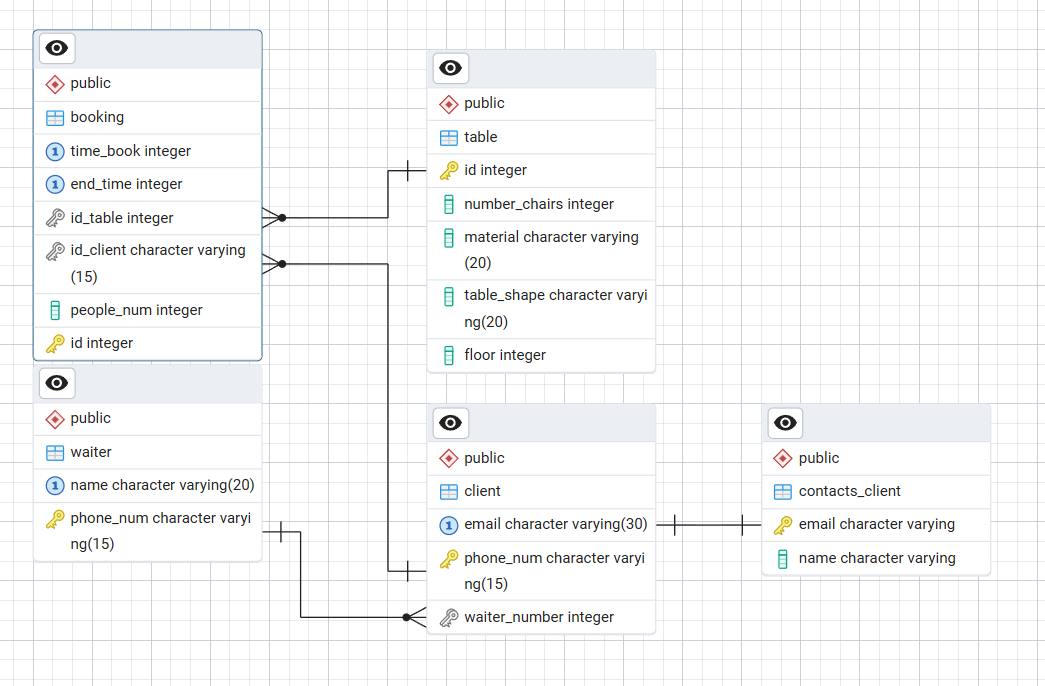 public
booking
time_book integer
end_time integer
id_table integer
id_client character varying
(15)
people_num integer
id integer
public
table
id integer
number_chairs integer
material character varying
(20)
table_shape character varyi
ng(20)
floor integer
public
waiter
name character varying(20)
phone_num character varyi
ng(15)
public
client
email character varying(30)
phone_num character varyi
ng(15)
waiter_number integer
public
contacts_client
email character varying
name character varying